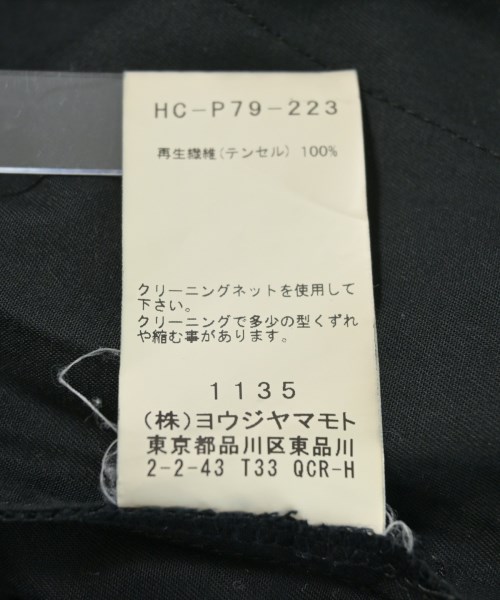 HC-P79-223
再生繊維(テンセル) 100%
クリーニングネットを使用して
下さい。
クリーニングで多少の型くずれ
や縮む事があります。
1135
(株)ヨウジヤマモト
東京都品川区東品川
2-2-43 T33 QCR-H